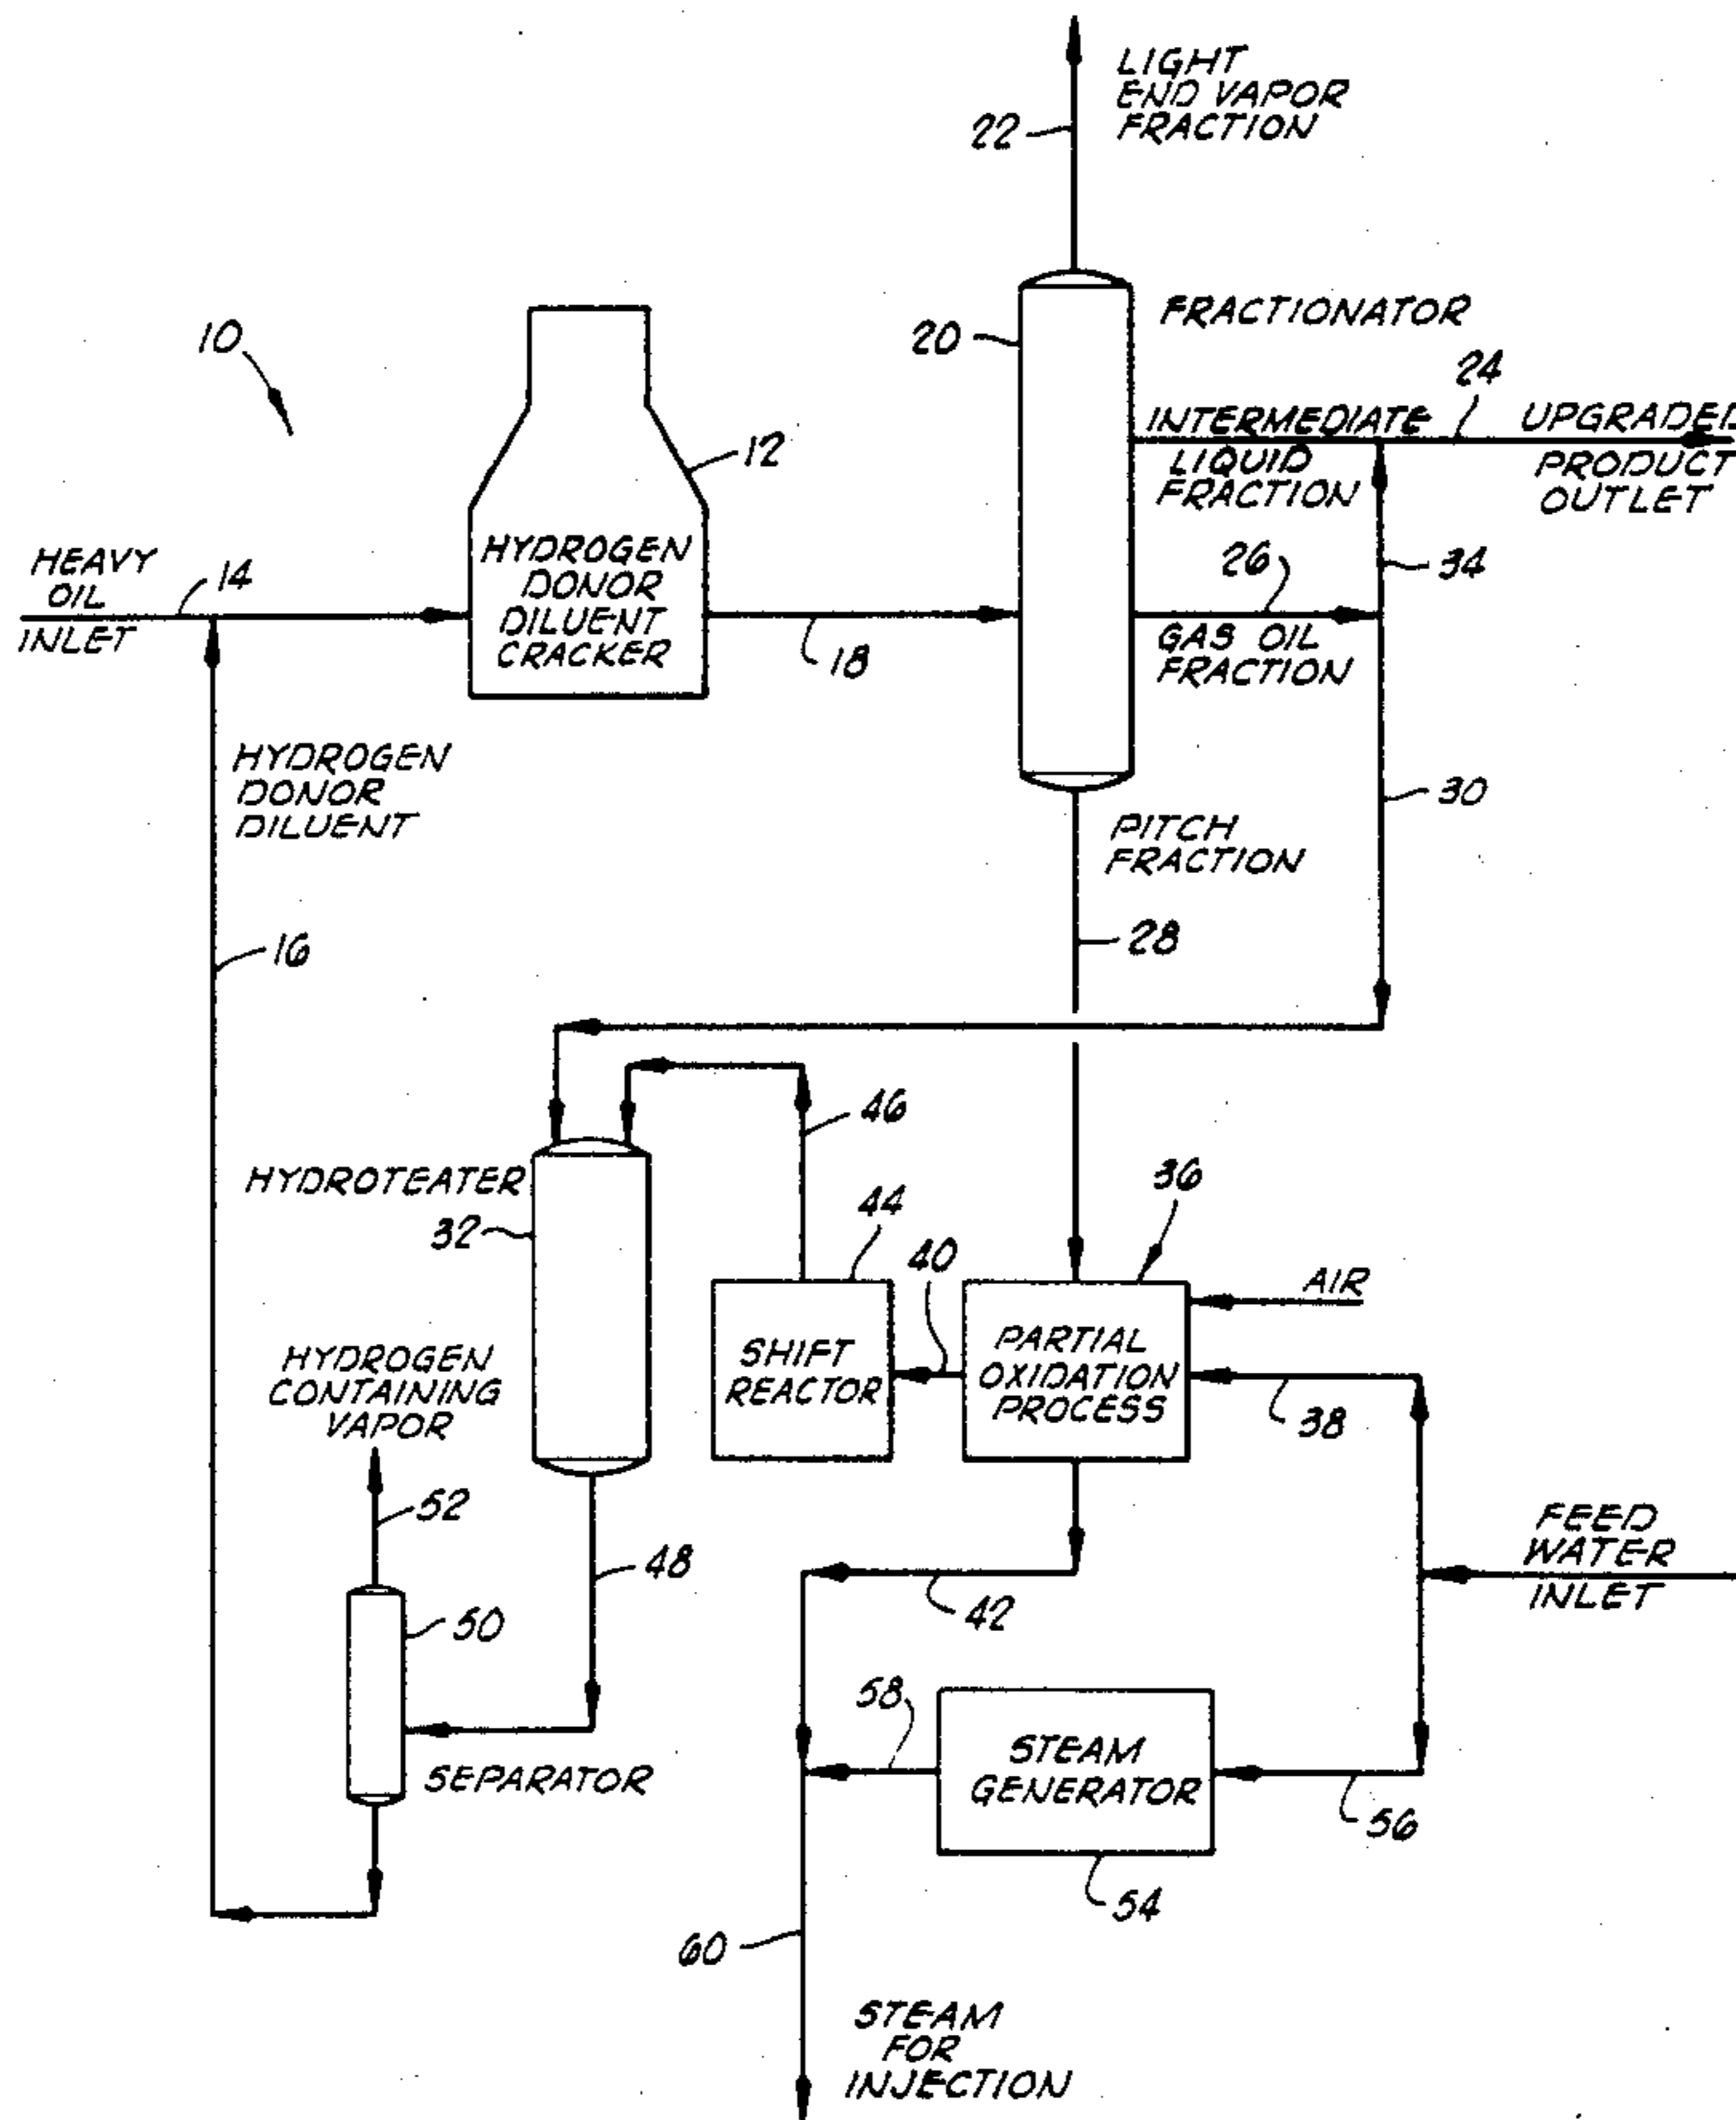 LIGHT
END VAPOR
FRACTION
22
FRACTIONATOR
20
10
24
INTERMEDIATE
LIQUID
FRACTION
UPGRADED
PRODUCT
OUTLET
12
HYDROGEN
DONOR
DILUENT
CRACKER
HEAVY
OIL
INLET
14
26
34
18
GAS OIL
FRACTION
HYDROGEN
DONOR
DILUENT
30
PITCH
FRACTION
16
28
46
HYDROTEATER
32
44
40
36
AIR
SHIFT
REACTOR
PARTIAL
OXIDATION
PROCESS
38
HYDROGEN
CONTAINING
VAPOR
52
48
42
FEED
WATER
INLET
50
58
SEPARATOR
STEAM
GENERATOR
56
54
60
STEAM
FOR
INJECTION